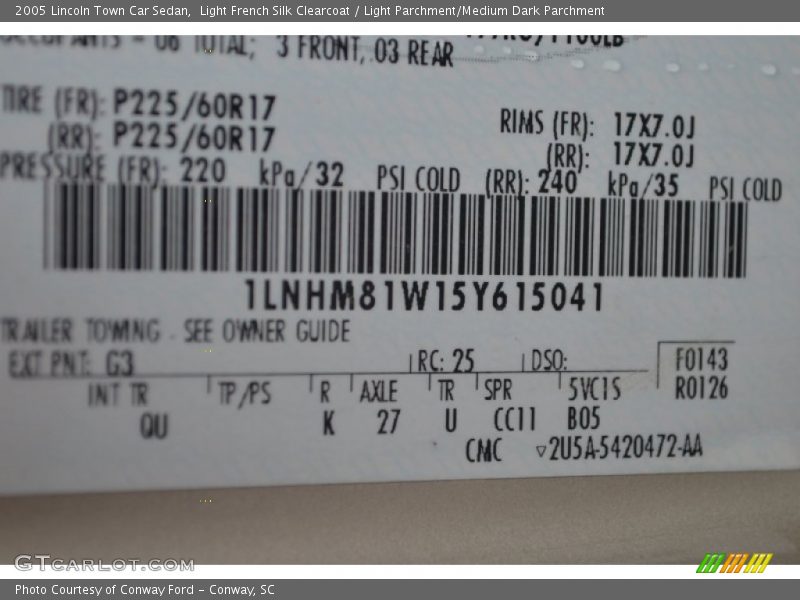 2005 Lincoln Town Car Sedan, Light French Silk Clearcoat / Light Parchment/Medium Dark Parchment
OCCUPANTS = 06 TOTAL; 3 FRONT, 03 REAR
TIRE (FR): P225/60R17 RIMS (FR): 17X7.0J
(RR): P225/60R17 (RR): 17X7.0J
PRESSURE (FR): 220 kPa/32 PSI COLD (RR): 240 kPa/35 PSI COLD
1LNHM81W15Y615041
TRAILER TOWING - SEE OWNER GUIDE
EXT PNT: G3 RC: 25 DSO: F0143
INT TR TP/PS R AXLE TR SPR 5VC1S R0126
QU K 27 U CC11 B05
CMC ▽2U5A-5420472-AA
GTCARLOT.COM
Photo Courtesy of Conway Ford - Conway, SC